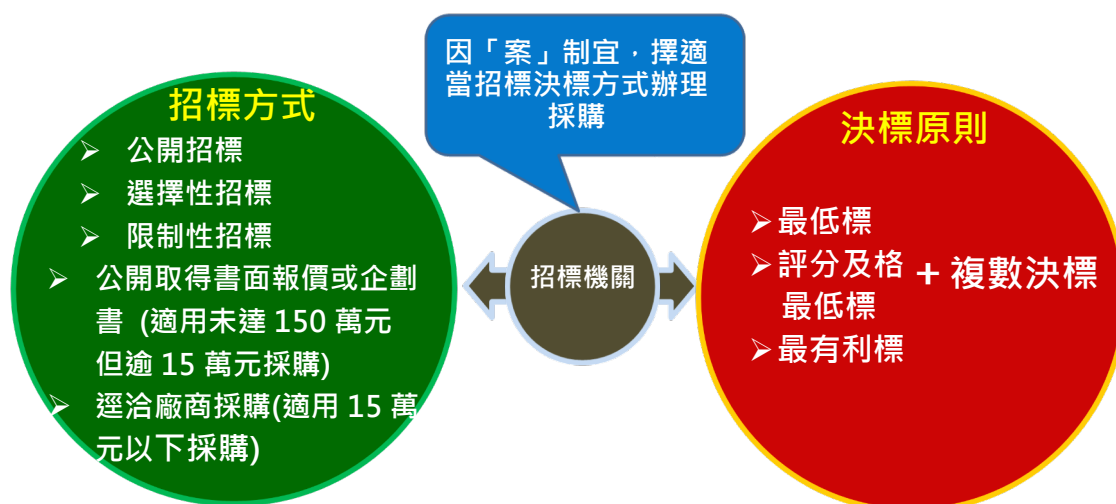 因「案」制宜，擇適
當招標決標方式辦理
採購
招標方式
➢ 公開招標
➢ 選擇性招標
➢ 限制性招標
➢ 公開取得書面報價或企劃
書 (適用未達 150 萬元
但逾 15 萬元採購)
➢ 逕洽廠商採購(適用 15 萬
元以下採購)
招標機關
決標原則
➢最低標
➢評分及格
最低標
➢最有利標
+ 複數決標